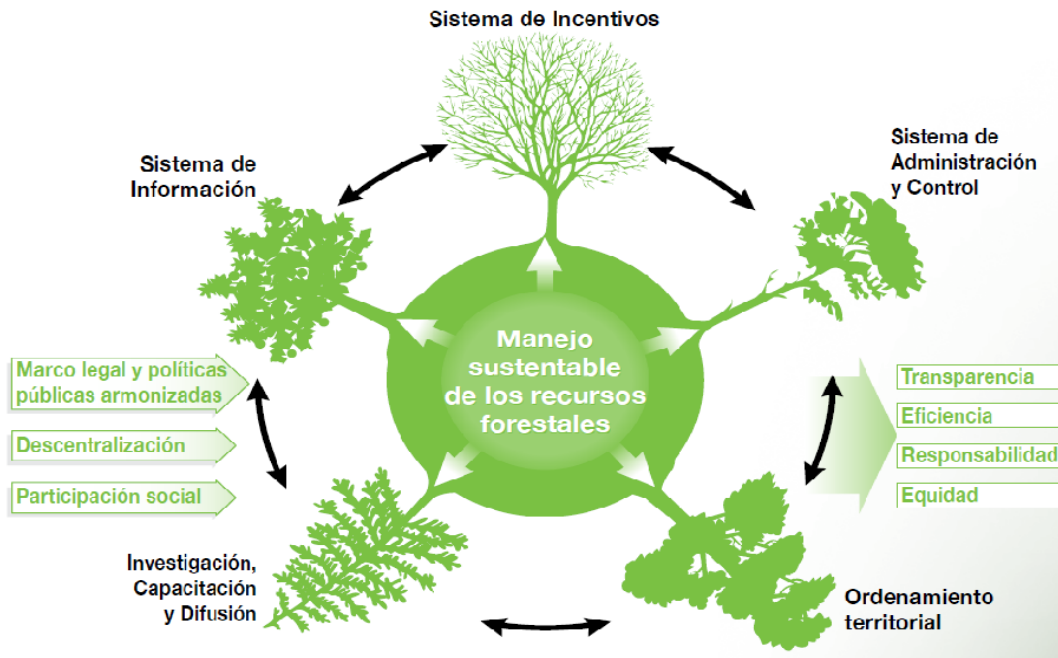 Sistema de Incentivos
Sistema de
Información
Sistema de
Administración
y Control
Manejo
sustentable
de los recursos
forestales
Marco legal y políticas
públicas armonizadas
Descentralización
Participación social
Transparencia
Eficiencia
Responsabilidad
Equidad
Investigación,
Capacitación
y Difusión
Ordenamiento
territorial